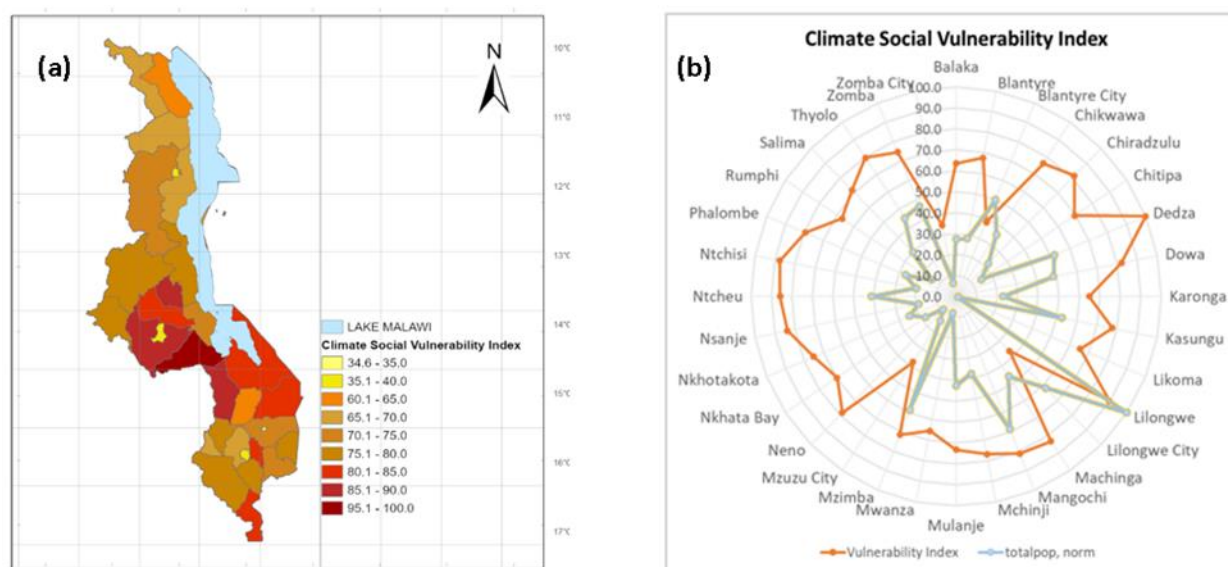 (a)
N
10°C
11°C
12°C
13°C
14°C
15°C
16°C
17°C
LAKE MALAWI
Climate Social Vulnerability Index
34.6 - 35.0
35.1 - 40.0
60.1 - 65.0
65.1 - 70.0
70.1 - 75.0
75.1 - 80.0
80.1 - 85.0
85.1 - 90.0
95.1 - 100.0
(b)
Climate Social Vulnerability Index
Balaka
Blantyre
Blantyre City
Chikwawa
Chiradzulu
Chitipa
Dedza
Dowa
Karonga
Kasungu
Likoma
Lilongwe
Lilongwe City
Machinga
Mangochi
Mchinji
Mulanje
Mwanza
Mzimba
Mzuzu City
Neno
Nkhata Bay
Nkhotakota
Nsanje
Ntcheu
Ntchisi
Phalombe
Rumphi
Salima
Thyolo
Zomba
Zomba City
100.0
90.0
80.0
70.0
60.0
50.0
40.0
30.0
20.0
10.0
0.0
Vulnerability Index
totalpop, norm